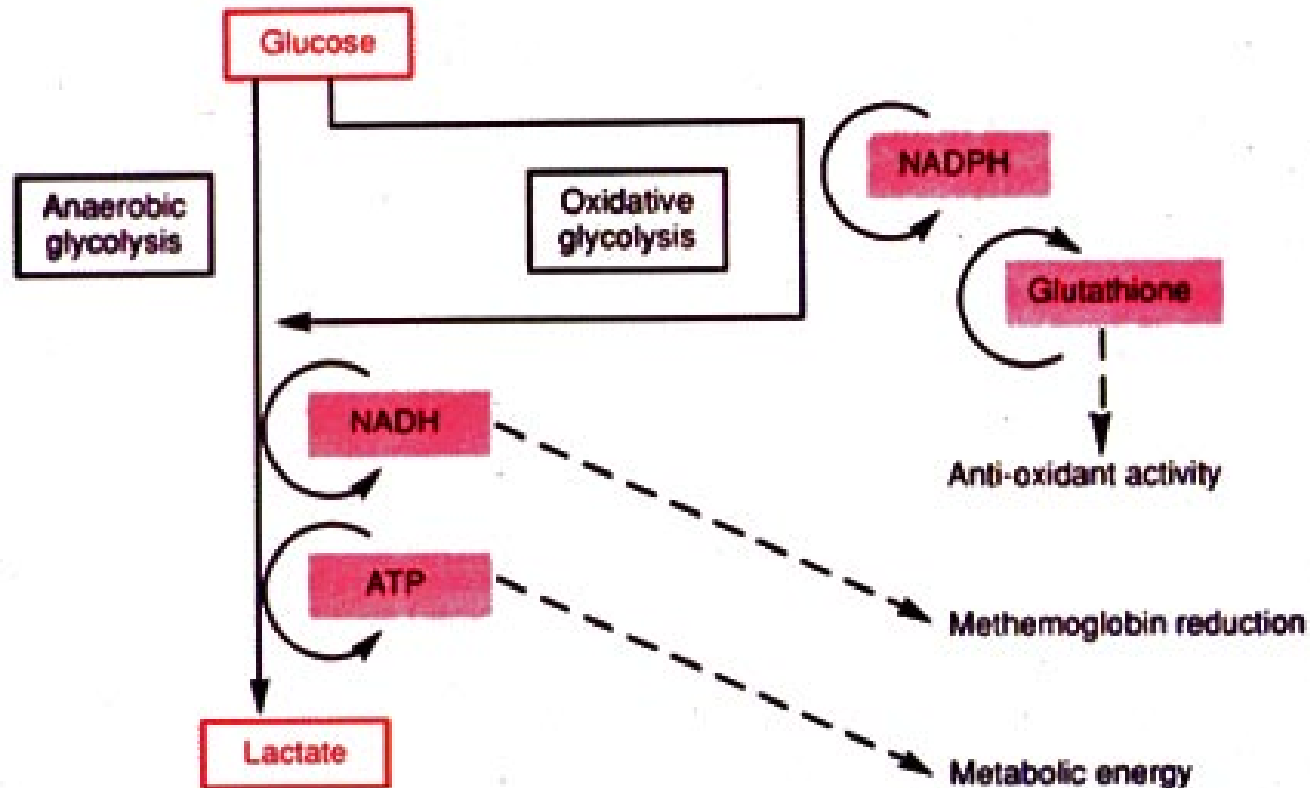 Glucose
NADPH
Anaerobic
glycolysis
Oxidative
glycolysis
Glutathione
NADH
Anti-oxidant activity
ATP
Methemoglobin reduction
Lactate
Metabolic energy